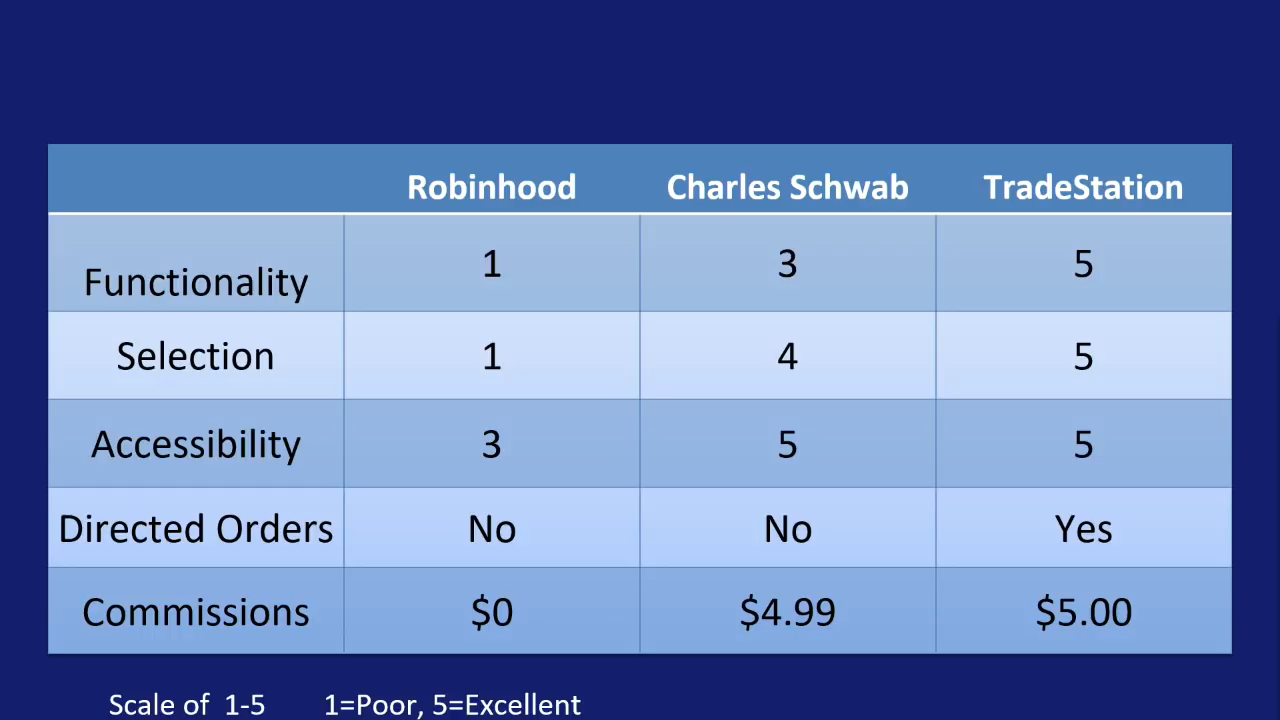 Robinhood Charles Schwab TradeStation
Functionality 1 3 5
Selection 1 4 5
Accessibility 3 5 5
Directed Orders No No Yes
Commissions $0 $4.99 $5.00
Scale of 1-5 1=Poor, 5=Excellent